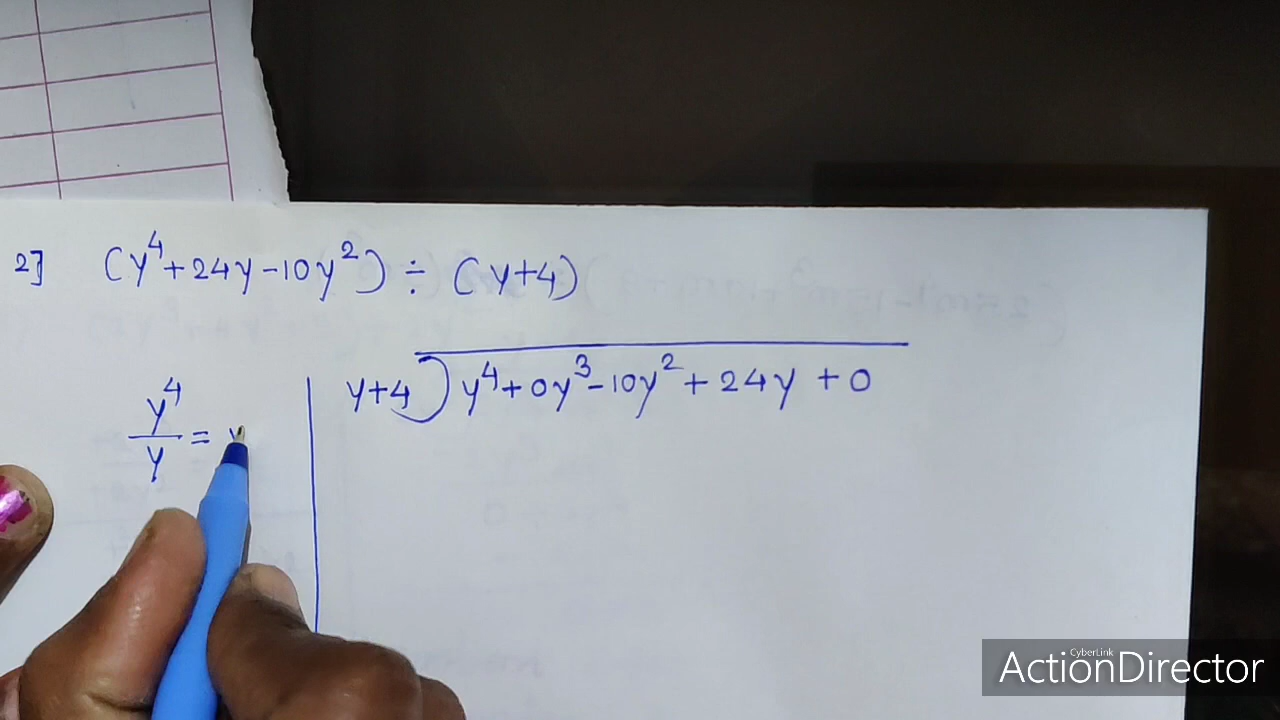 2] (y⁴+24y-10y²) ÷ (y+4)
y+4)y⁴+0y³-10y²+24y+0
y⁴/y = y
CyberLink
ActionDirector